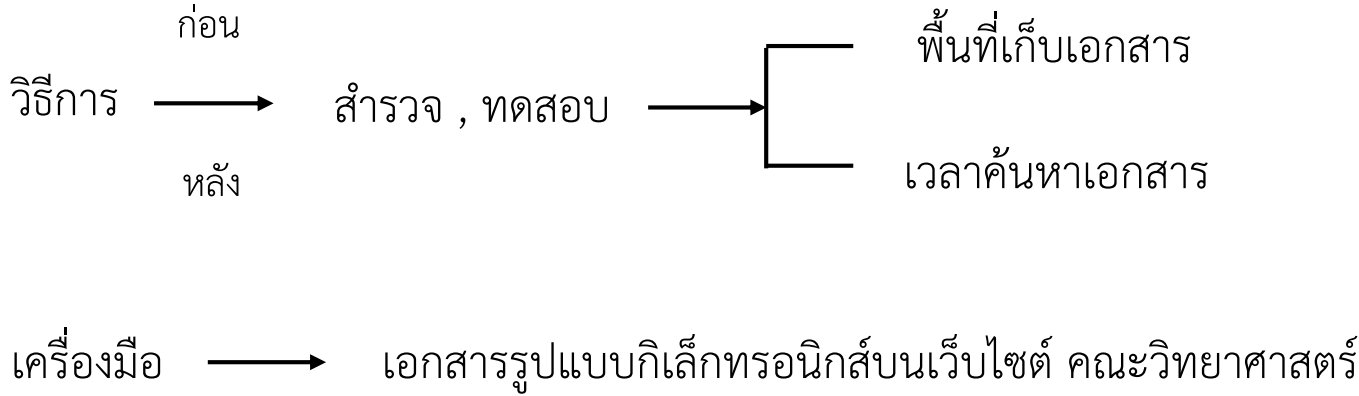 ก่อน
วิธีการ
หลัง
สำรวจ , ทดสอบ
พื้นที่เก็บเอกสาร
เวลาค้นหาเอกสาร
เครื่องมือ
เอกสารรูปแบบกิเล็กทรอนิกส์บนเว็บไซต์ คณะวิทยาศาสตร์